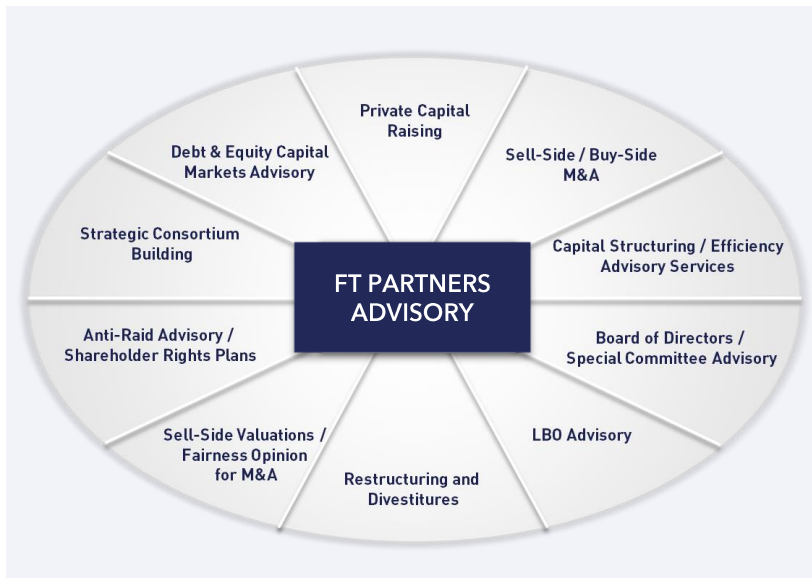 Private Capital
Raising
Debt & Equity Capital
Markets Advisory
Sell-Side / Buy-Side
M&A
Strategic Consortium
Building
Capital Structuring / Efficiency
Advisory Services
FT PARTNERS
ADVISORY
Anti-Raid Advisory /
Shareholder Rights Plans
Board of Directors /
Special Committee Advisory
Sell-Side Valuations /
Fairness Opinion
for M&A
LBO Advisory
Restructuring and
Divestitures